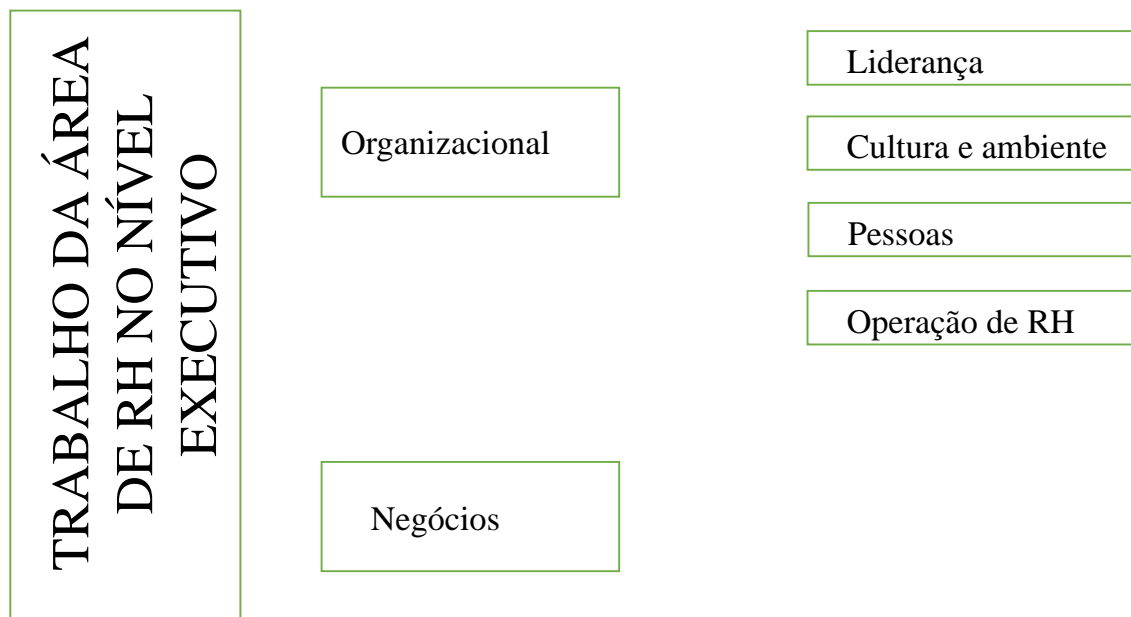 TRABALHO DA ÁREA
DE RH NO NÍVEL
EXECUTIVO
Organizacional
Negócios
Liderança
Cultura e ambiente
Pessoas
Operação de RH